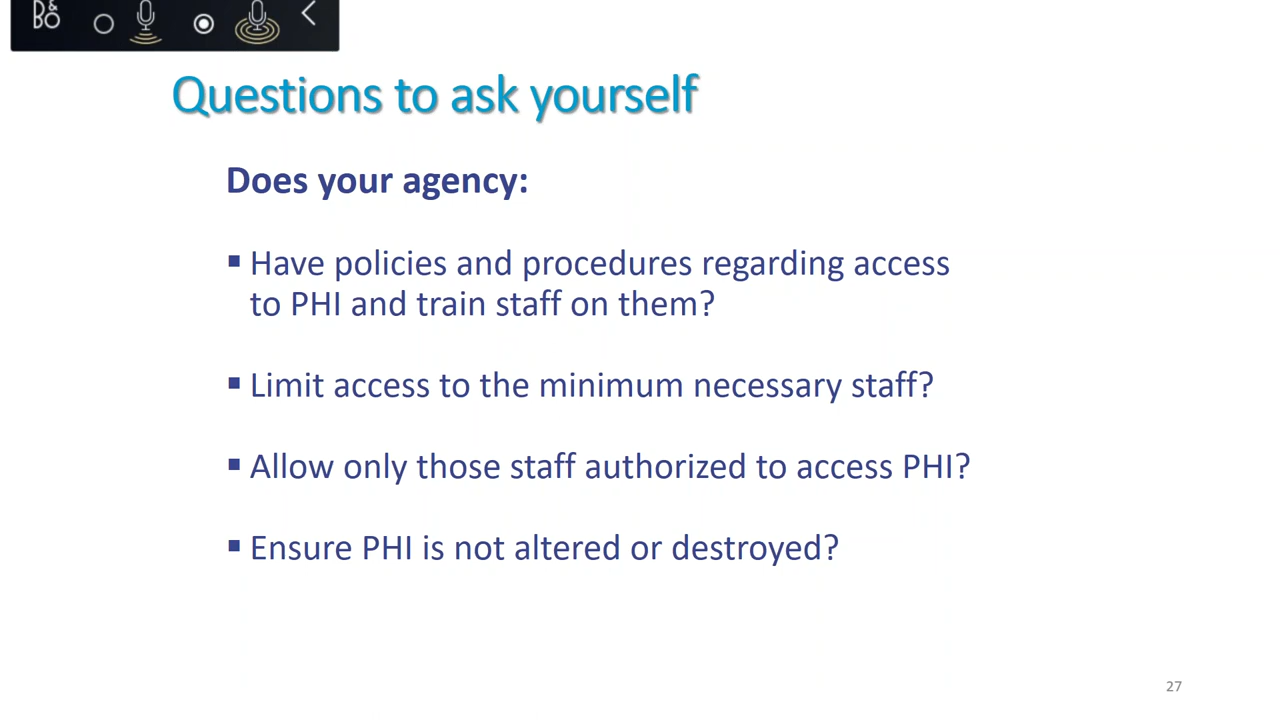 B&O
Questions to ask yourself
Does your agency:
▪ Have policies and procedures regarding access
to PHI and train staff on them?
▪ Limit access to the minimum necessary staff?
▪ Allow only those staff authorized to access PHI?
▪ Ensure PHI is not altered or destroyed?
27